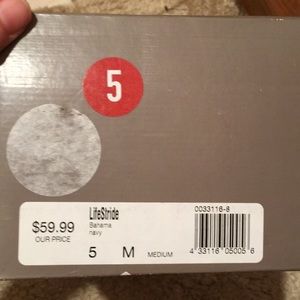 5
LifeStride
Bahama
navy
$59.99
OUR PRICE
5 M MEDIUM
0033116-8
4 33116 05005 6